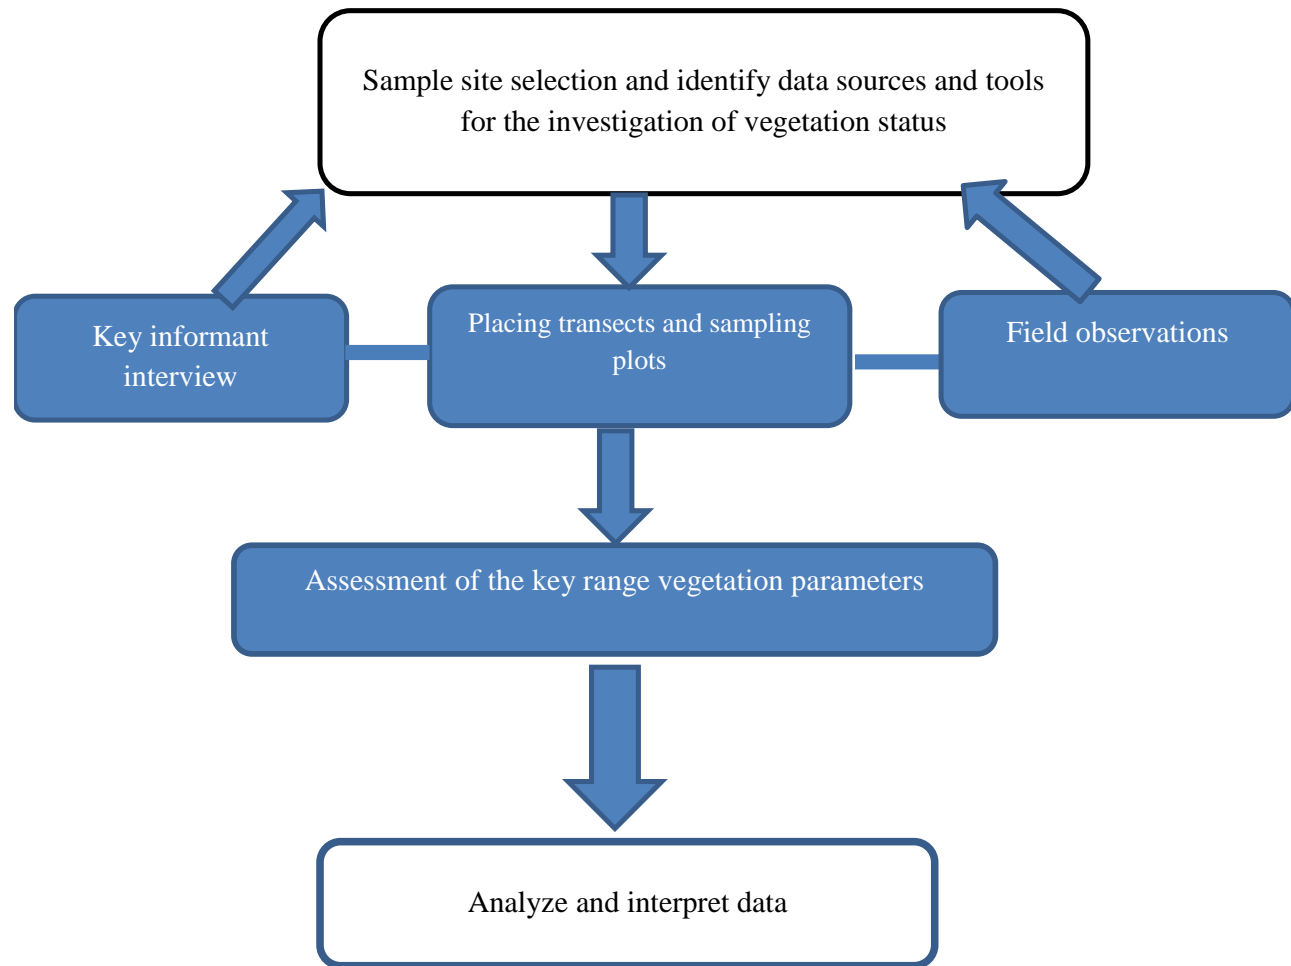 Sample site selection and identify data sources and tools
for the investigation of vegetation status
Key informant
interview
Placing transects and sampling
plots
Field observations
Assessment of the key range vegetation parameters
Analyze and interpret data